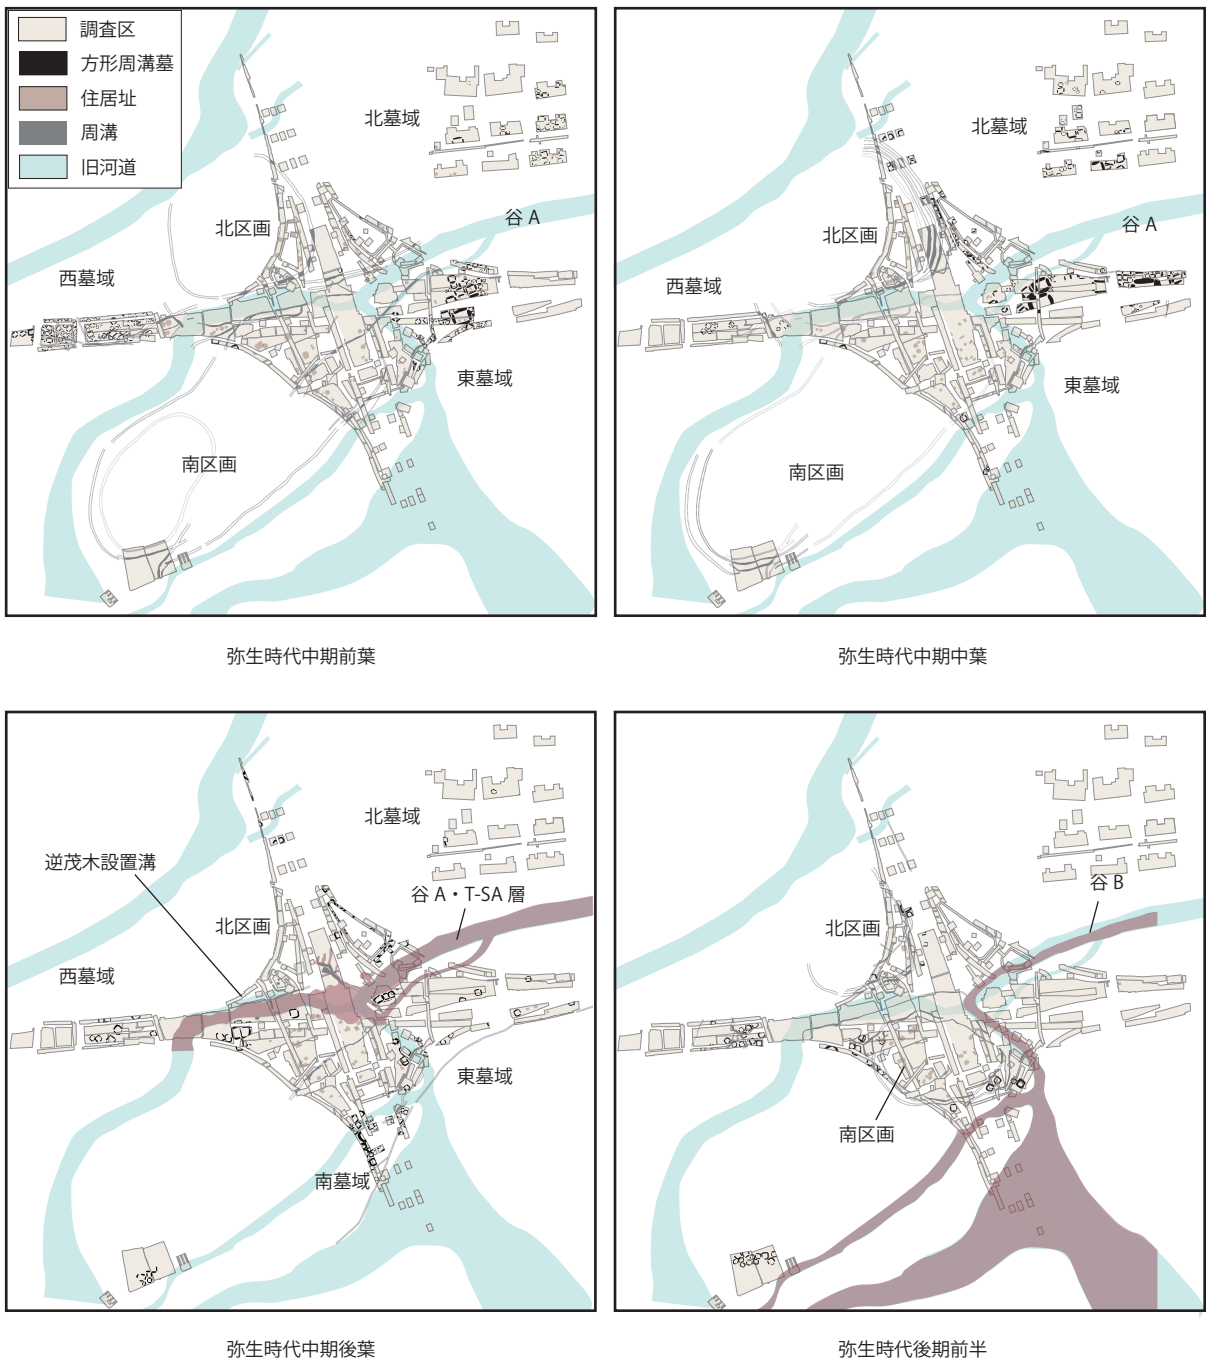 調査区
方形周溝墓
住居址
周溝
旧河道
北墓域
谷 A
北区画
西墓域
東墓域
南区画
弥生時代中期前葉
北墓域
谷 A
北区画
西墓域
東墓域
南区画
弥生時代中期中葉
北墓域
逆茂木設置溝
谷 A・T-SA 層
北区画
西墓域
東墓域
南墓域
弥生時代中期後葉
谷 B
北区画
南区画
弥生時代後期前半